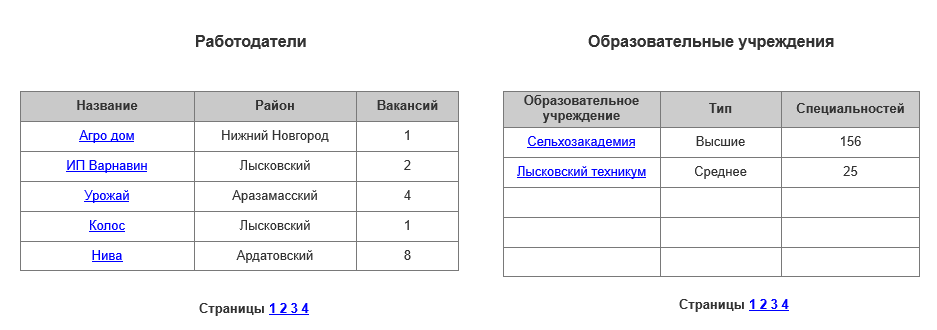 Работодатели
Название Район Вакансий
Агро дом Нижний Новгород 1
ИП Варнавин Лысковский 2
Урожай Аразамасский 4
Колос Лысковский 1
Нива Ардатовский 8
Страницы 1 2 3 4
Образовательные учреждения
Образовательное
учреждение Тип Специальностей
Сельхозакадемия Высшие 156
Лысковский техникум Среднее 25
Страницы 1 2 3 4